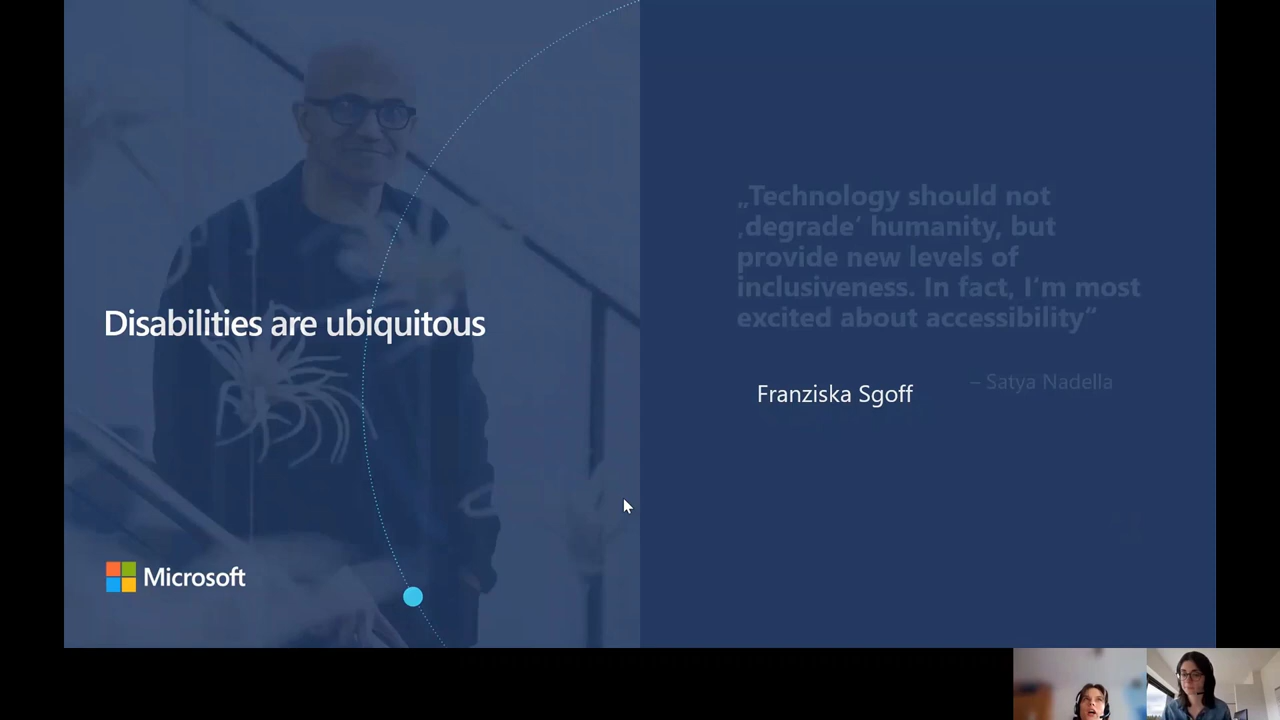 Disabilities are ubiquitous
Microsoft
„Technology should not
‚degrade‘ humanity, but
provide new levels of
inclusiveness. In fact, I’m most
excited about accessibility“
– Satya Nadella
Franziska Sgoff